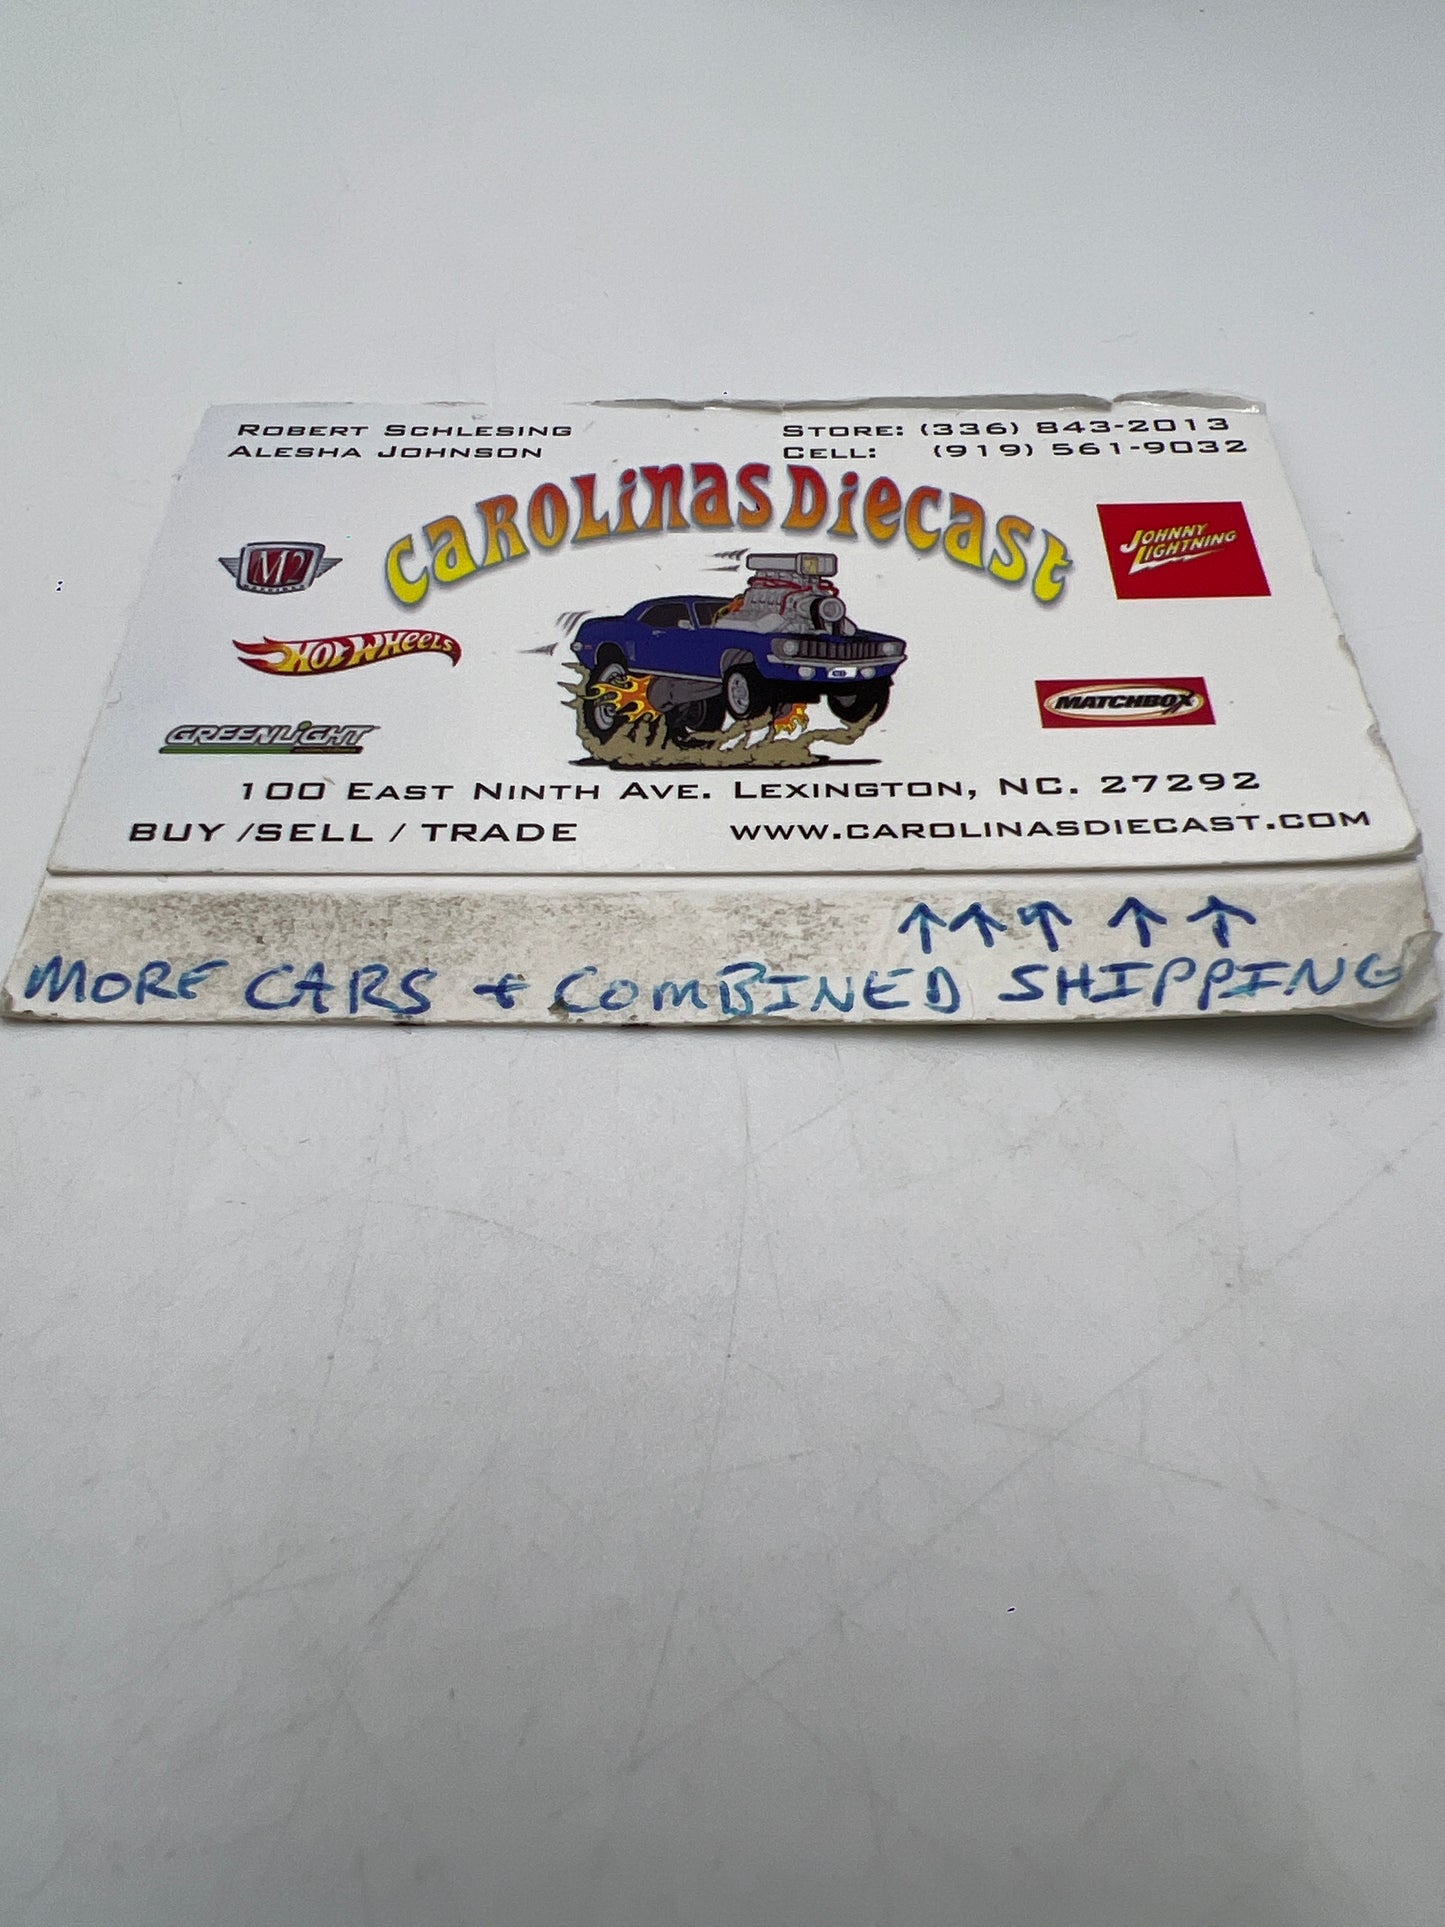 ROBERT SCHLESING
STORE: (336) 843-2013
ALESHA JOHNSON
CELL: (919) 561-9032
CAROLINAS DIECAST
M2
JOHNNY
LIGHTNING
HOT WHEELS
MATCHBOX
GREENLIGHT
100 EAST NINTH AVE. LEXINGTON, NC. 27292
BUY /SELL / TRADE
WWW.CAROLINASDIECAST.COM
↑ ↑ ↑ ↑ ↑
MORE CARS + COMBINED SHIPPING